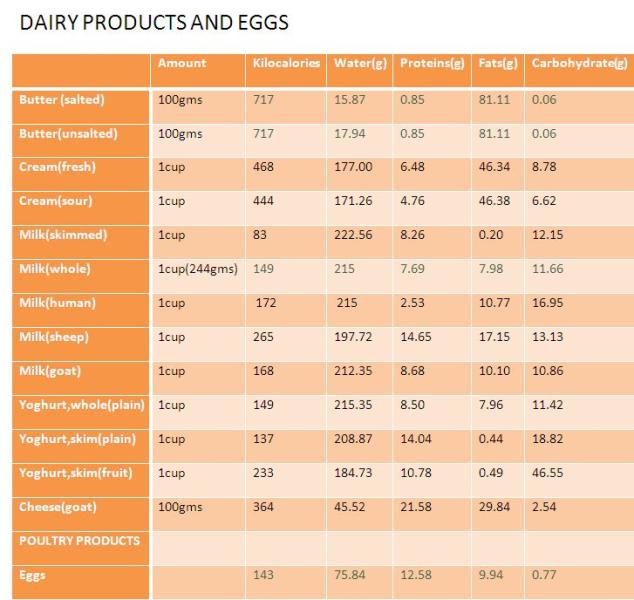 DAIRY PRODUCTS AND EGGS
Amount Kilocalories Water(g) Proteins(g) Fats(g) Carbohydrate(g)
Butter (salted) 100gms 717 15.87 0.85 81.11 0.06
Butter(unsalted) 100gms 717 17.94 0.85 81.11 0.06
Cream(fresh) 1cup 468 177.00 6.48 46.34 8.78
Cream(sour) 1cup 444 171.26 4.76 46.38 6.62
Milk(skimmed) 1cup 83 222.56 8.26 0.20 12.15
Milk(whole) 1cup(244gms) 149 215 7.69 7.98 11.66
Milk(human) 1cup 172 215 2.53 10.77 16.95
Milk(sheep) 1cup 265 197.72 14.65 17.15 13.13
Milk(goat) 1cup 168 212.35 8.68 10.10 10.86
Yoghurt,whole(plain) 1cup 149 215.35 8.50 7.96 11.42
Yoghurt,skim(plain) 1cup 137 208.87 14.04 0.44 18.82
Yoghurt,skim(fruit) 1cup 233 184.73 10.78 0.49 46.55
Cheese(goat) 100gms 364 45.52 21.58 29.84 2.54
POULTRY PRODUCTS
Eggs 143 75.84 12.58 9.94 0.77